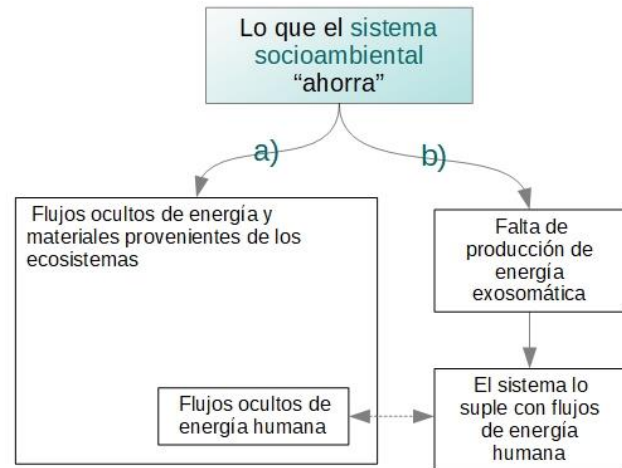 Lo que el sistema
socioambiental
“ahorra”
a)
b)
Flujos ocultos de energía y
materiales provenientes de los
ecosistemas
Falta de
producción de
energía
exosomática
Flujos ocultos de
energía humana
El sistema lo
suple con flujos
de energía
humana